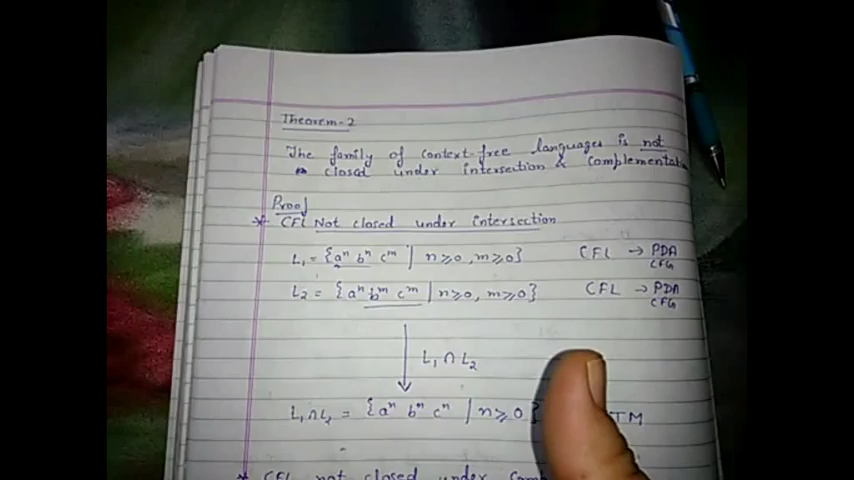 Theorem-2
The family of context-free languages is not
closed under intersection & complementati
Proof
* CFL Not closed under intersection
L₁ = {aⁿ bⁿ cᵐ | n≥0, m≥0} CFL → PDA
CFG
L₂ = {aⁿ bᵐ cᵐ | n≥0, m≥0} CFL → PDA
CFG
L₁ ∩ L₂
L₁∩L₂ = {aⁿ bⁿ cⁿ | n≥0} TM
* CFL not closed under Com